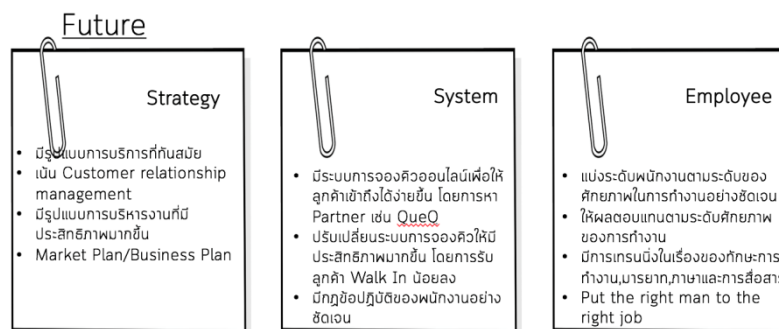 Future
Strategy
• มีรูปแบบการบริการที่ทันสมัย
• เน้น Customer relationship
management
• มีรูปแบบการบริหารงานที่มี
ประสิทธิภาพมากขึ้น
• Market Plan/Business Plan
System
• มีระบบการจองคิวออนไลน์เพื่อให้
ลูกค้าเข้าถึงได้ง่ายขึ้น โดยการหา
Partner เช่น QueQ
• ปรับเปลี่ยนระบบการจองคิวให้มี
ประสิทธิภาพมากขึ้น โดยการรับ
ลูกค้า Walk In น้อยลง
• มีกฎข้อปฎิบัติของพนักงานอย่าง
ชัดเจน
Employee
• แบ่งระดับพนักงานตามระดับของ
ศักยภาพในการทำงานอย่างชัดเจน
• ให้ผลตอบแทนตามระดับศักยภาพ
ของการทำงาน
• มีการเทรนนิ่งในเรื่องของทักษะการ
ทำงาน,มารยาท,ภาษาและการสื่อสาร
• Put the right man to the
right job